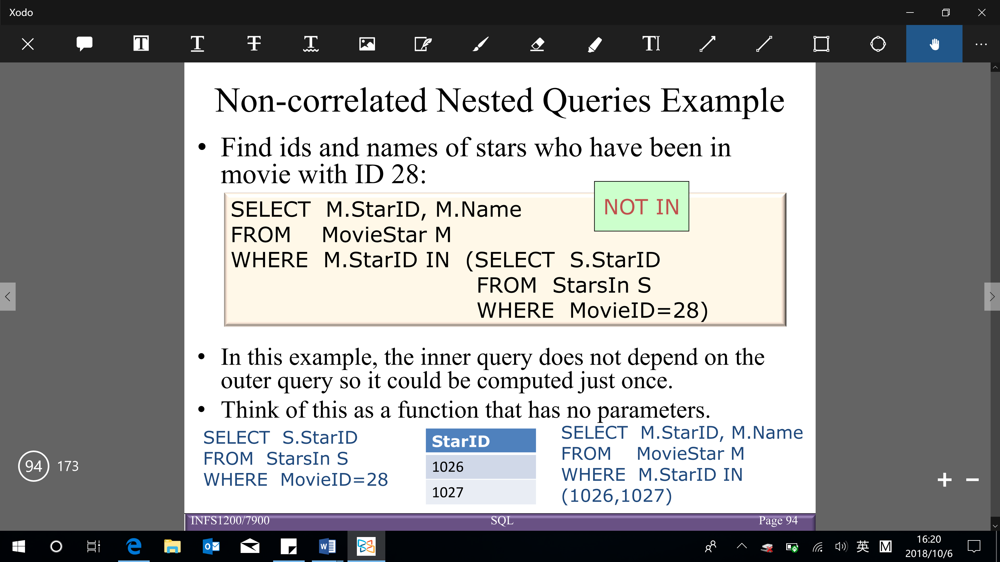 Xodo
Non-correlated Nested Queries Example
• Find ids and names of stars who have been in
movie with ID 28:
NOT IN
SELECT M.StarID, M.Name
FROM MovieStar M
WHERE M.StarID IN (SELECT S.StarID
FROM StarsIn S
WHERE MovieID=28)
• In this example, the inner query does not depend on the
outer query so it could be computed just once.
• Think of this as a function that has no parameters.
SELECT S.StarID
FROM StarsIn S
WHERE MovieID=28
StarID
1026
1027
SELECT M.StarID, M.Name
FROM MovieStar M
WHERE M.StarID IN
(1026,1027)
94 173
INFS1200/7900 SQL Page 94
英 M 16:20
2018/10/6